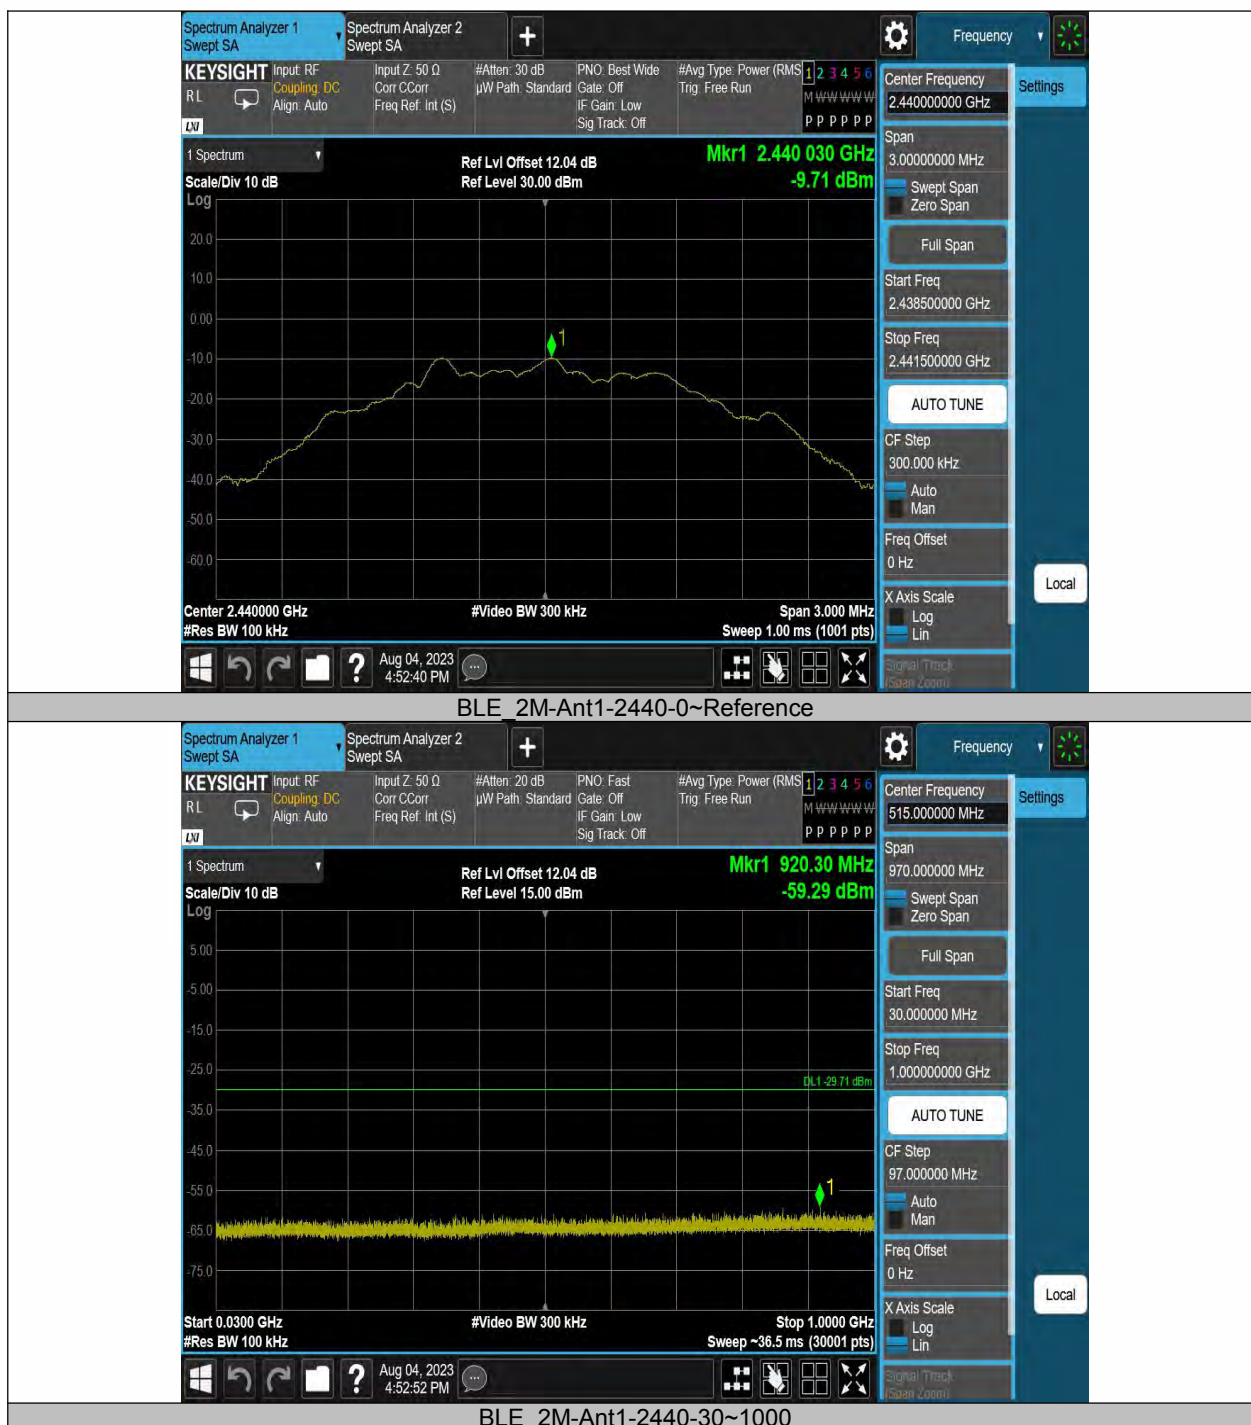 Spectrum Analyzer 1
Swept SA
Spectrum Analyzer 2
Swept SA
+
Frequency
KEYSIGHT
RL
LXI
Input: RF
Coupling: DC
Align: Auto
Input Z: 50 Ω
Corr CCorr
Freq Ref: Int (S)
#Atten: 30 dB
µW Path: Standard
PNO: Best Wide
Gate: Off
IF Gain: Low
Sig Track: Off
#Avg Type: Power (RMS
Trig: Free Run
1 2 3 4 5 6
M W W W W W
P P P P P P
Center Frequency
2.440000000 GHz
Settings
Span
3.00000000 MHz
Swept Span
Zero Span
Full Span
Start Freq
2.438500000 GHz
Stop Freq
2.441500000 GHz
AUTO TUNE
CF Step
300.000 kHz
Auto
Man
Freq Offset
0 Hz
X Axis Scale
Log
Lin
Signal Track
(Span Zoom)
Local
1 Spectrum
Scale/Div 10 dB
Ref Lvl Offset 12.04 dB
Ref Level 30.00 dBm
Mkr1 2.440 030 GHz
-9.71 dBm
Log
20.0
10.0
0.00
-10.0
-20.0
-30.0
-40.0
-50.0
-60.0
1
Center 2.440000 GHz
#Res BW 100 kHz
#Video BW 300 kHz
Span 3.000 MHz
Sweep 1.00 ms (1001 pts)
?
Aug 04, 2023
4:52:40 PM
BLE_2M-Ant1-2440-0~Reference
Spectrum Analyzer 1
Swept SA
Spectrum Analyzer 2
Swept SA
+
Frequency
KEYSIGHT
RL
LXI
Input: RF
Coupling: DC
Align: Auto
Input Z: 50 Ω
Corr CCorr
Freq Ref: Int (S)
#Atten: 20 dB
µW Path: Standard
PNO: Fast
Gate: Off
IF Gain: Low
Sig Track: Off
#Avg Type: Power (RMS
Trig: Free Run
1 2 3 4 5 6
M W W W W W
P P P P P P
Center Frequency
515.000000 MHz
Settings
Span
970.000000 MHz
Swept Span
Zero Span
Full Span
Start Freq
30.000000 MHz
Stop Freq
1.000000000 GHz
AUTO TUNE
CF Step
97.000000 MHz
Auto
Man
Freq Offset
0 Hz
X Axis Scale
Log
Lin
Signal Track
(Span Zoom)
Local
1 Spectrum
Scale/Div 10 dB
Ref Lvl Offset 12.04 dB
Ref Level 15.00 dBm
Mkr1 920.30 MHz
-59.29 dBm
Log
5.00
-5.00
-15.0
-25.0
-35.0
-45.0
-55.0
-65.0
-75.0
DL1 -29.71 dBm
1
Start 0.0300 GHz
#Res BW 100 kHz
#Video BW 300 kHz
Stop 1.0000 GHz
Sweep ~36.5 ms (30001 pts)
?
Aug 04, 2023
4:52:52 PM
BLE_2M-Ant1-2440-30~1000